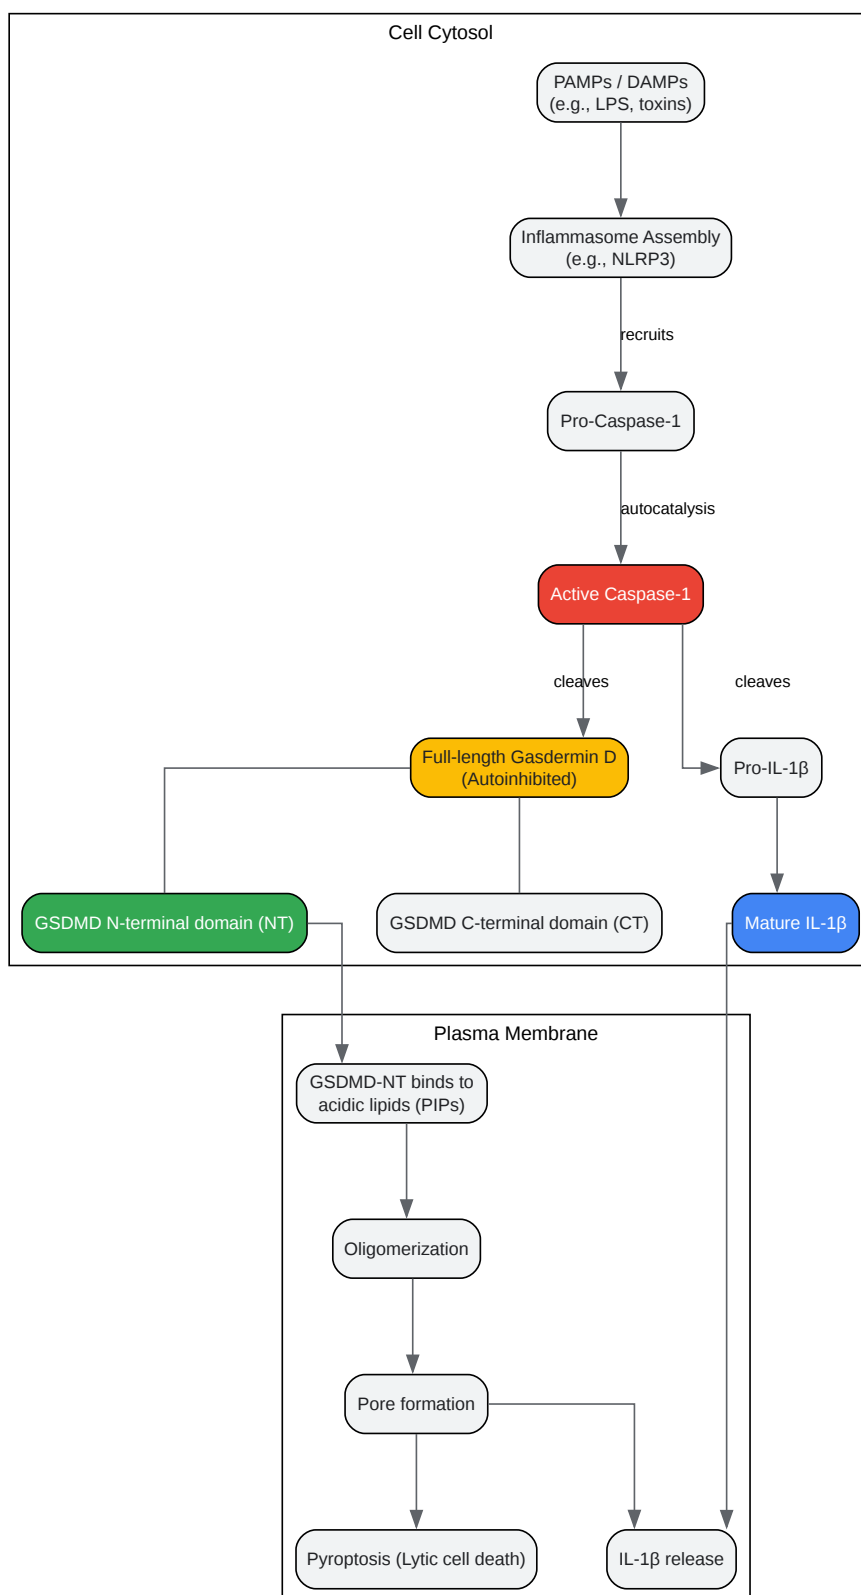 Cell Cytosol
PAMPs / DAMPs
(e.g., LPS, toxins)
Inflammasome Assembly
(e.g., NLRP3)
recruits
Pro-Caspase-1
autocatalysis
Active Caspase-1
cleaves
cleaves
Full-length Gasdermin D
(Autoinhibited)
Pro-IL-1β
GSDMD N-terminal domain (NT)
GSDMD C-terminal domain (CT)
Mature IL-1β
Plasma Membrane
GSDMD-NT binds to
acidic lipids (PIPs)
Oligomerization
Pore formation
Pyroptosis (Lytic cell death)
IL-1β release